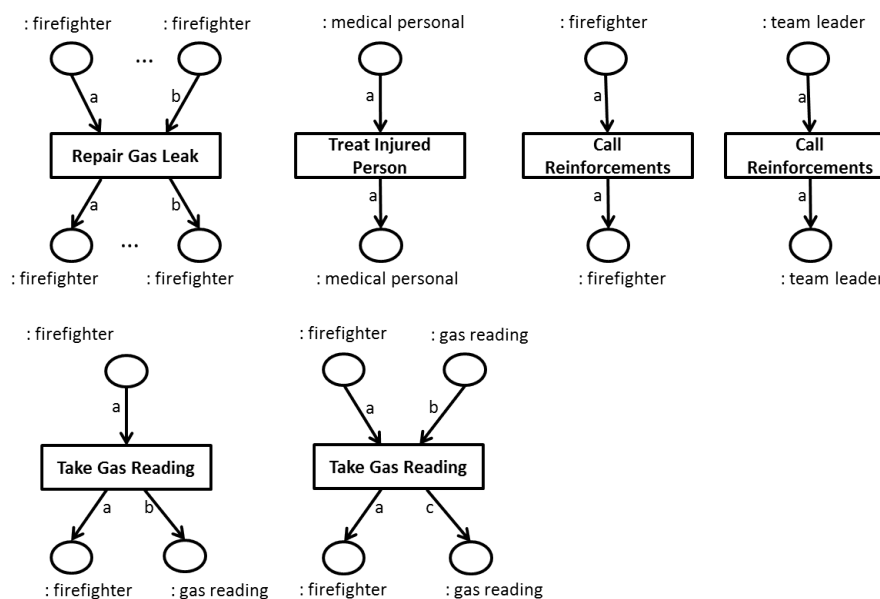 : firefighter ... : firefighter
a b
Repair Gas Leak
a b
...
: firefighter : firefighter
: medical personal
a
Treat Injured
Person
a
: medical personal
: firefighter
a
Call
Reinforcements
a
: firefighter
: team leader
a
Call
Reinforcements
a
: team leader
: firefighter
a
Take Gas Reading
a b
: firefighter : gas reading
: firefighter : gas reading
a b
Take Gas Reading
a c
: firefighter : gas reading